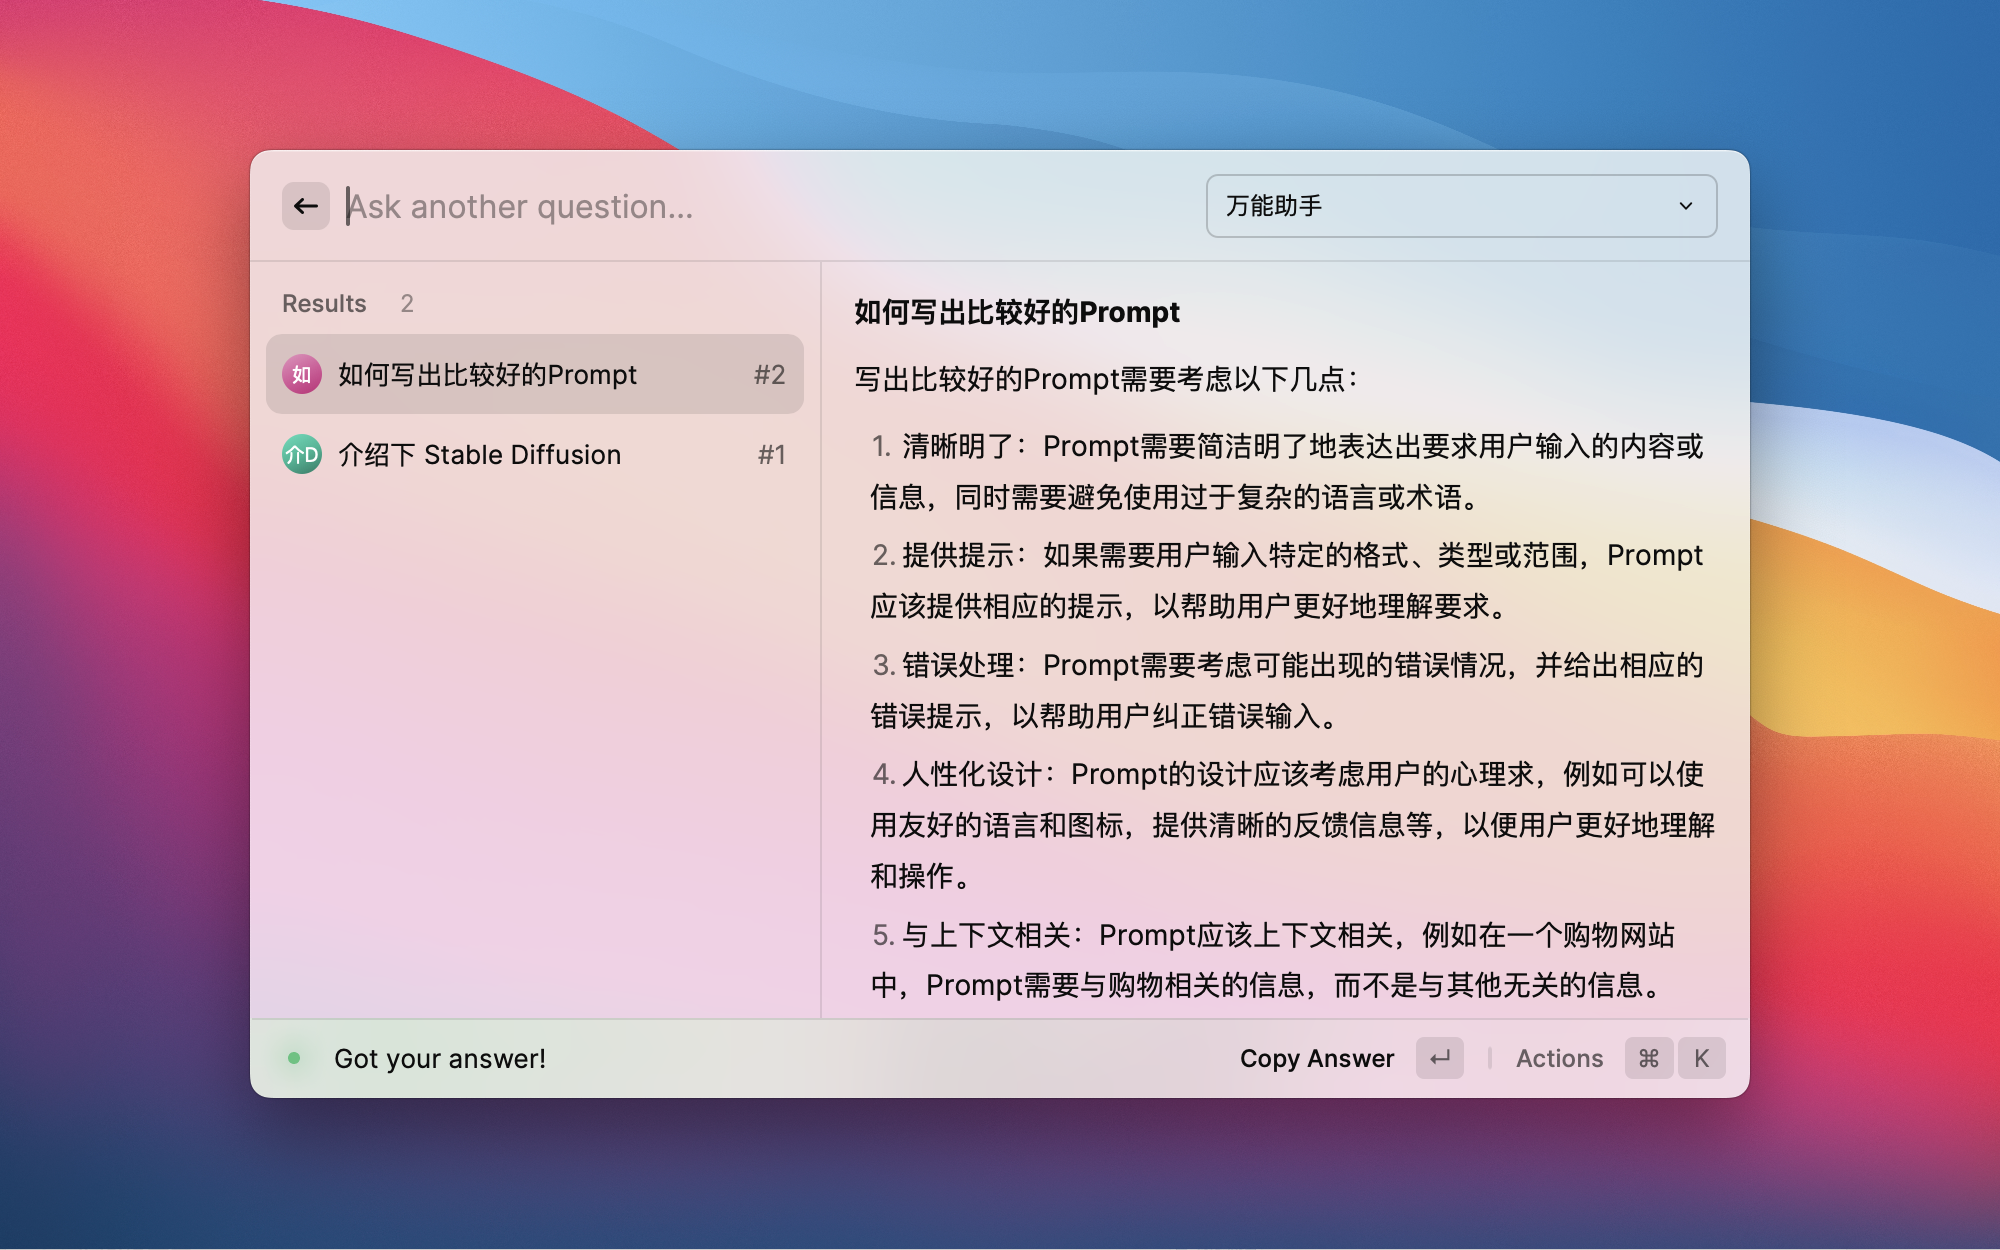 Ask another question...
万能助手
Results 2
如 如何写出比较好的Prompt #2
介D 介绍下 Stable Diffusion #1
如何写出比较好的Prompt
写出比较好的Prompt需要考虑以下几点：
1. 清晰明了：Prompt需要简洁明了地表达出要求用户输入的内容或
信息，同时需要避免使用过于复杂的语言或术语。
2. 提供提示：如果需要用户输入特定的格式、类型或范围，Prompt
应该提供相应的提示，以帮助用户更好地理解要求。
3. 错误处理：Prompt需要考虑可能出现的错误情况，并给出相应的
错误提示，以帮助用户纠正错误输入。
4. 人性化设计：Prompt的设计应该考虑用户的心理求，例如可以使
用友好的语言和图标，提供清晰的反馈信息等，以便用户更好地理解
和操作。
5. 与上下文相关：Prompt应该上下文相关，例如在一个购物网站
中，Prompt需要与购物相关的信息，而不是与其他无关的信息。
Got your answer!
Copy Answer ↵ Actions ⌘ K